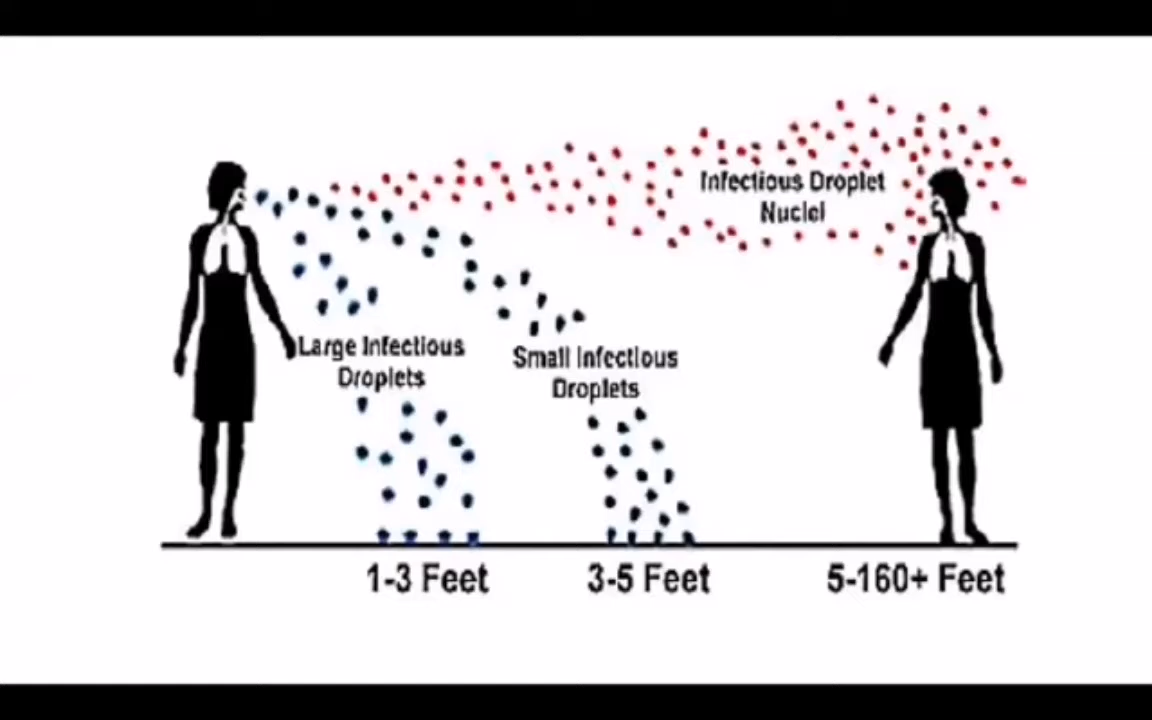 Infectious Droplet
Nuclei
Large Infectious
Droplets
Small Infectious
Droplets
1-3 Feet
3-5 Feet
5-160+ Feet